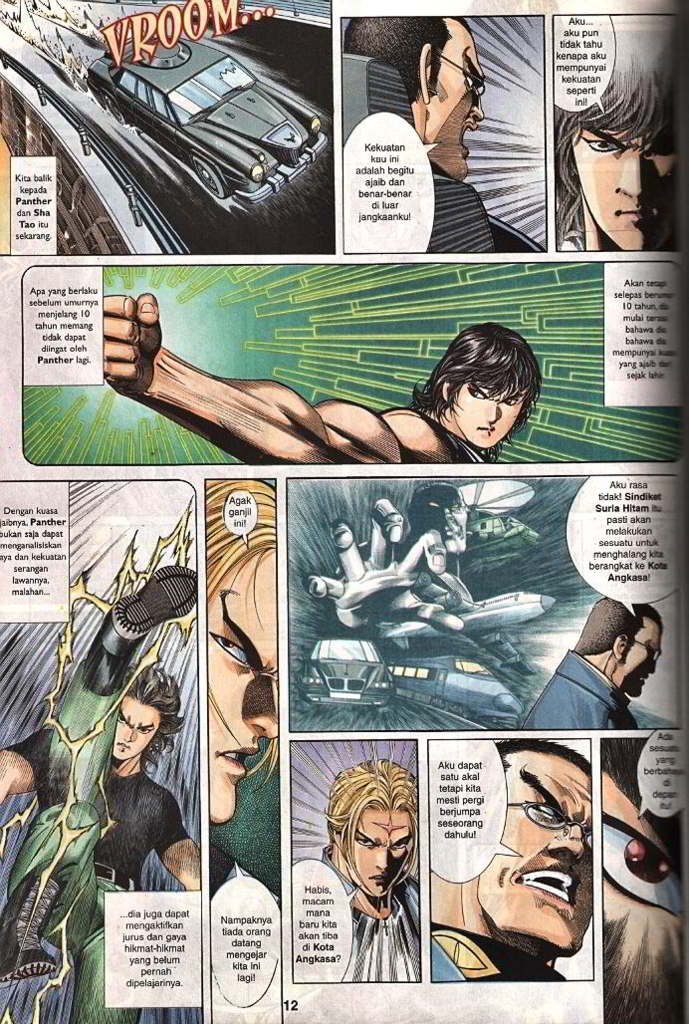 VROOM...
Kita balik
kepada
Panther
dan Sha
Tao itu
sekarang.
Kekuatan
kau ini
adalah begitu
ajaib dan
benar-benar
di luar
jangkaanku!
Aku...
aku pun
tidak tahu
kenapa aku
mempunyai
kekuatan
seperti
ini!
Apa yang berlaku
sebelum umurnya
menjelang 10
tahun memang
tidak dapat
diingat oleh
Panther lagi.
Akan tetapi
selepas berumur
10 tahun, dia
mulai terasa
bahawa dia
bahawa dia
mempunyai kuasa
yang ajaib dan
sejak lahir.
Dengan kuasa
jaibnya, Panther
bukan saja dapat
menganalisiskan
aya dan kekuatan
serangan
lawannya,
malahan...
...dia juga dapat
mengaktifkan
jurus dan gaya
hikmat-hikmat
yang belum
pernah
dipelajarinya.
Agak
ganjil
ini!
Nampaknya
tiada orang
datang
mengejar
kita ini
lagi!
Aku rasa
tidak! Sindiket
Suria Hitam itu
pasti akan
melakukan
sesuatu untuk
menghalang kita
berangkat ke Kota
Angkasa!
Habis,
macam
mana
baru kita
akan tiba
di Kota
Angkasa?
Aku dapat
satu akal
tetapi kita
mesti pergi
berjumpa
seseorang
dahulu!
Ada
sesuatu
yang
berbahaya
di
depan
itu!
12